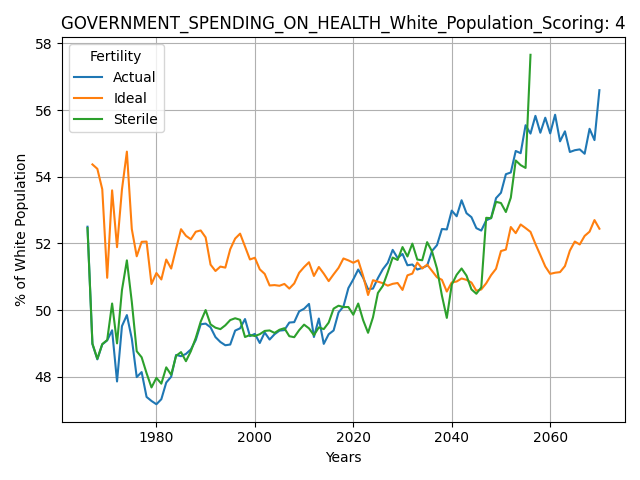 GOVERNMENT_SPENDING_ON_HEALTH_White_Population_Scoring: 4
Fertility
Actual
Ideal
Sterile
% of White Population
58
56
54
52
50
48
1980
2000
2020
2040
2060
Years